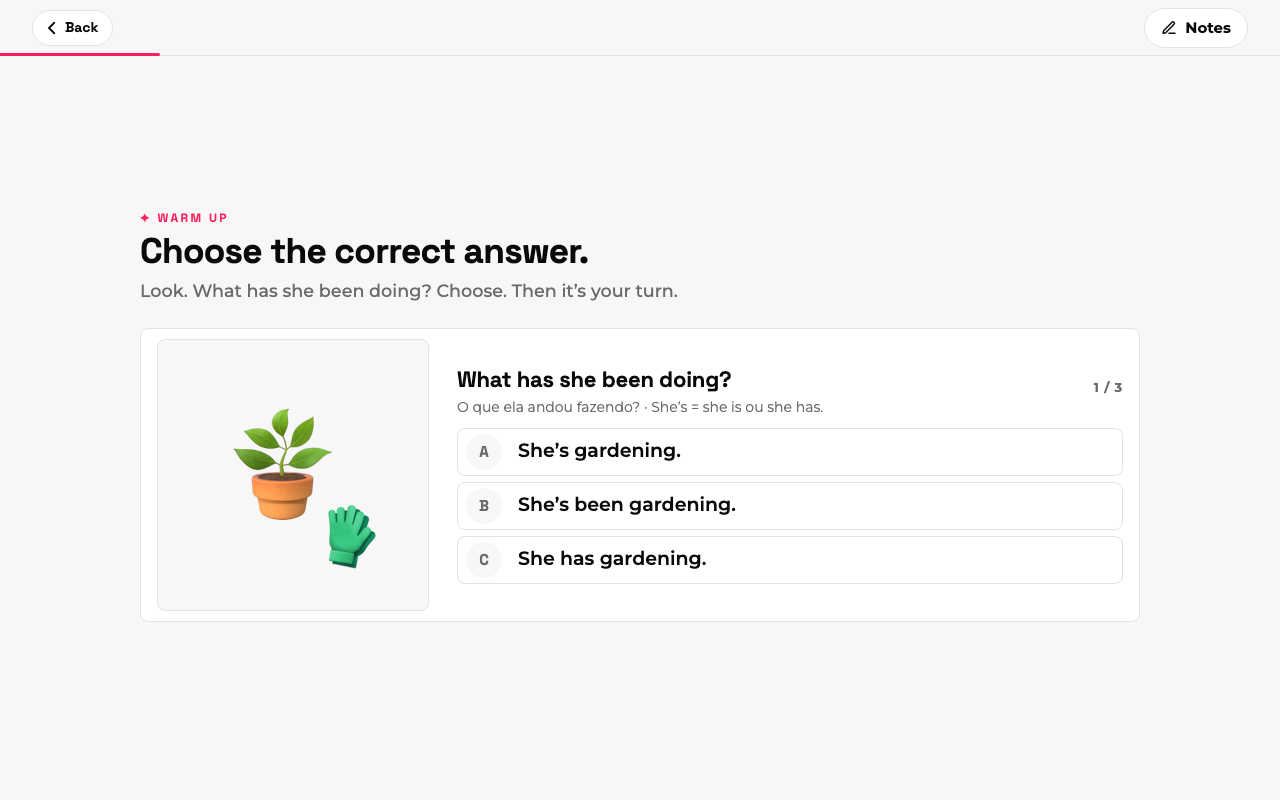 Back
Notes
✦ WARM UP
Choose the correct answer.
Look. What has she been doing? Choose. Then it’s your turn.
What has she been doing?
1 / 3
O que ela andou fazendo? · She’s = she is ou she has.
A She’s gardening.
B She’s been gardening.
C She has gardening.